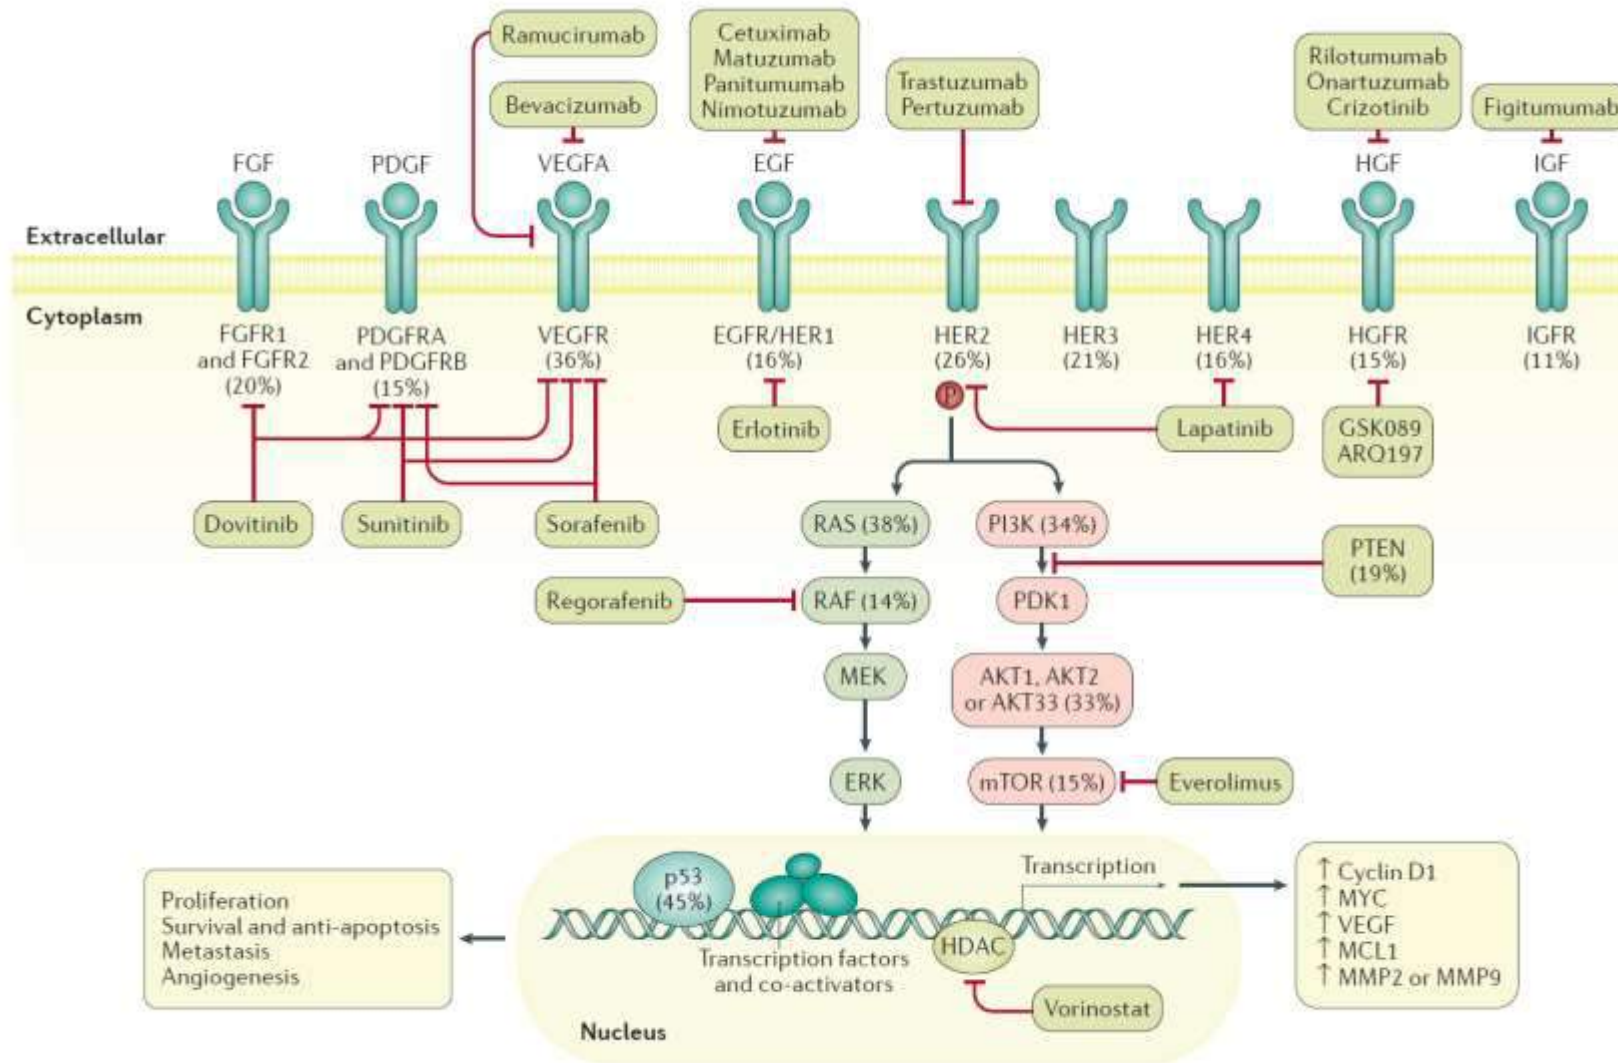 Ramucirumab
Bevacizumab
Cetuximab
Matuzumab
Panitumumab
Nimotuzumab
Trastuzumab
Pertuzumab
Rilotumumab
Onartuzumab
Crizotinib
Figitumumab
FGF
PDGF
VEGFA
EGF
HGF
IGF
Extracellular
Cytoplasm
FGFR1
and FGFR2
(20%)
PDGFRA
and PDGFRB
(15%)
VEGFR
(36%)
EGFR/HER1
(16%)
HER2
(26%)
HER3
(21%)
HER4
(16%)
HGFR
(15%)
IGFR
(11%)
P
Erlotinib
Lapatinib
GSK089
ARQ197
Dovitinib
Sunitinib
Sorafenib
RAS (38%)
PI3K (34%)
PTEN
(19%)
Regorafenib
RAF (14%)
PDK1
MEK
AKT1, AKT2
or AKT33 (33%)
ERK
mTOR (15%)
Everolimus
Proliferation
Survival and anti-apoptosis
Metastasis
Angiogenesis
p53
(45%)
Transcription factors
and co-activators
HDAC
Transcription
Vorinostat
Nucleus
↑ Cyclin D1
↑ MYC
↑ VEGF
↑ MCL1
↑ MMP2 or MMP9